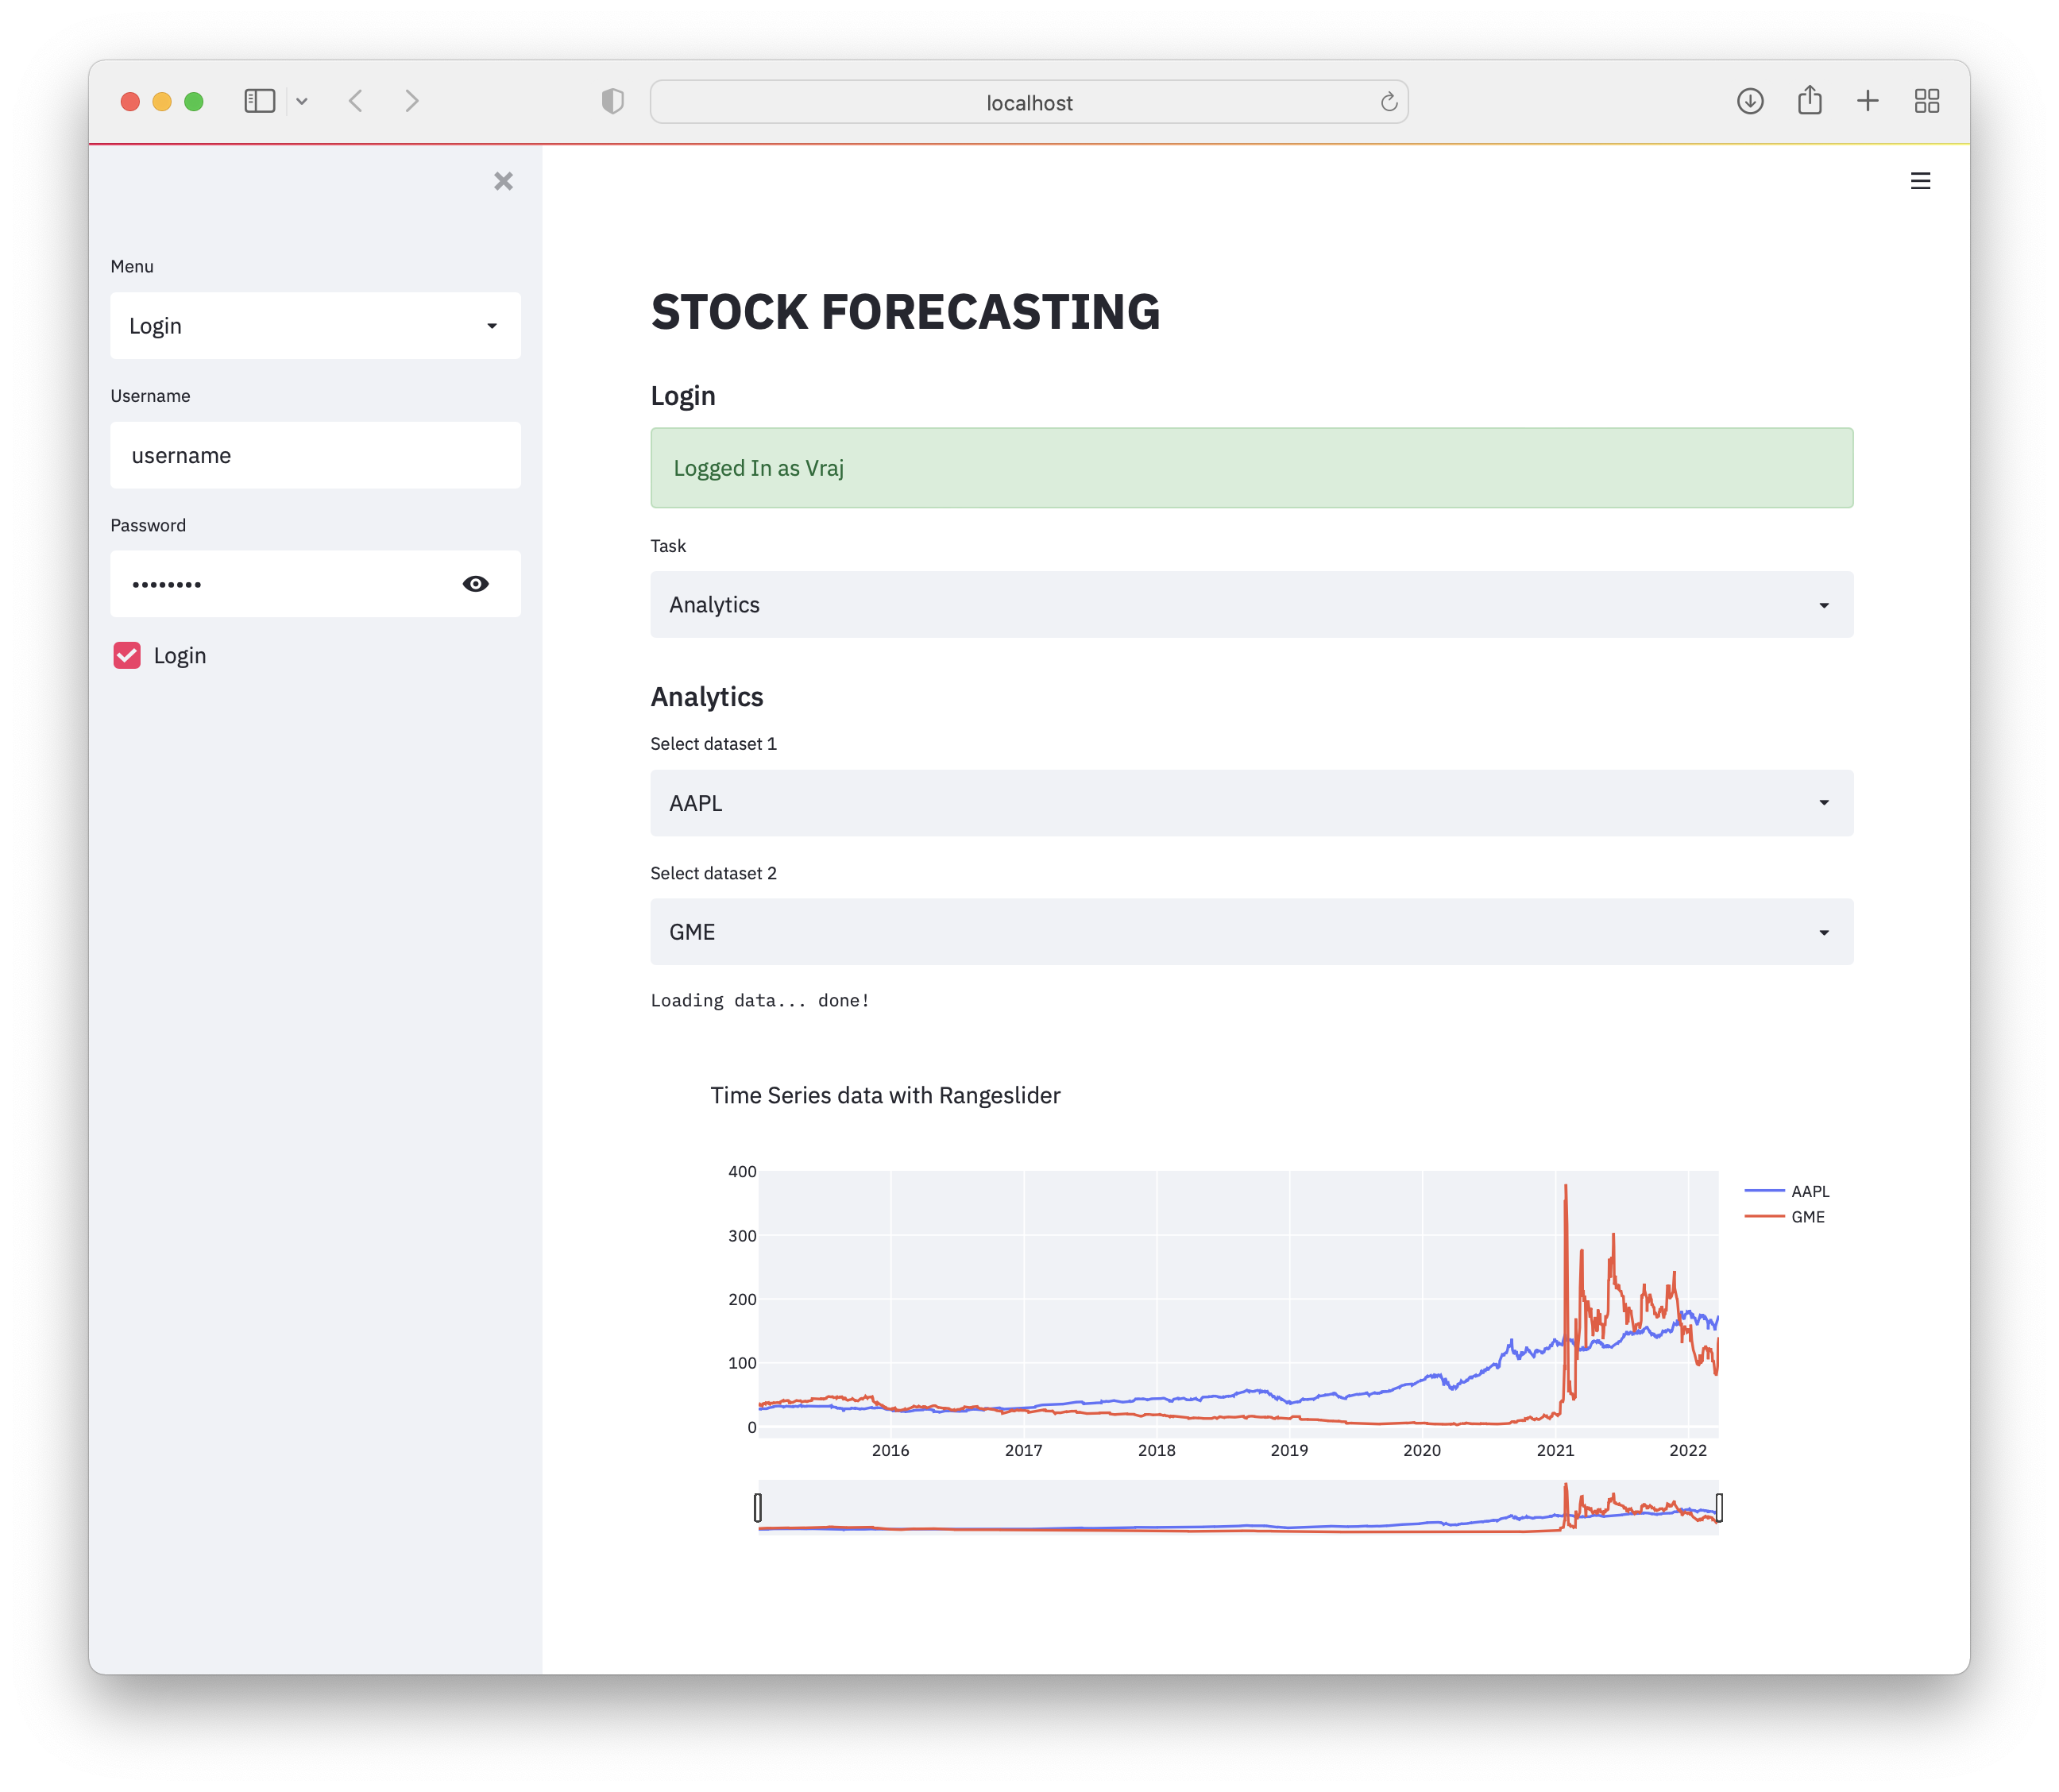 localhost
Menu
Login
Username
username
Password
••••••••
Login
STOCK FORECASTING
Login
Logged In as Vraj
Task
Analytics
Analytics
Select dataset 1
AAPL
Select dataset 2
GME
Loading data... done!
Time Series data with Rangeslider
400
300
200
100
0
2016 2017 2018 2019 2020 2021 2022
AAPL
GME